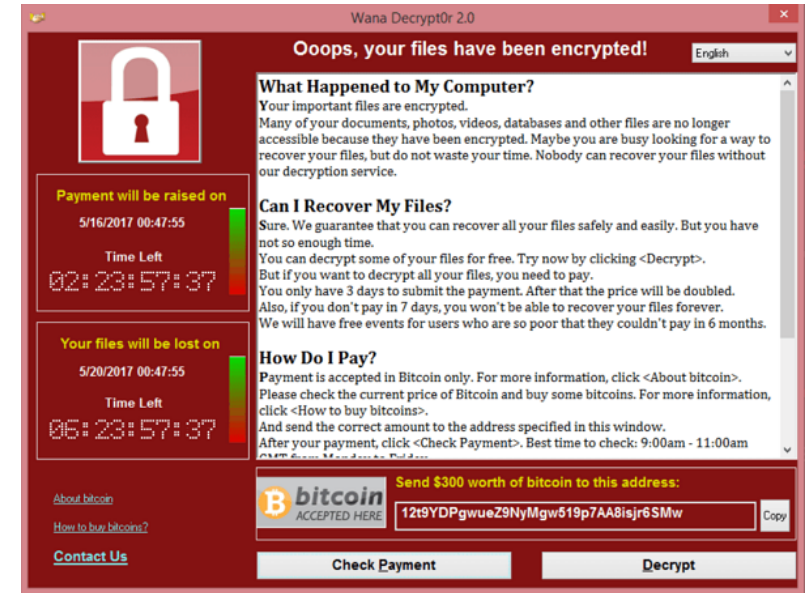 Wana Decrypt0r 2.0
Ooops, your files have been encrypted!
English
Payment will be raised on
5/16/2017 00:47:55
Time Left
02:23:57:37
Your files will be lost on
5/20/2017 00:47:55
Time Left
06:23:57:37
About bitcoin
How to buy bitcoins?
Contact Us
What Happened to My Computer?
Your important files are encrypted.
Many of your documents, photos, videos, databases and other files are no longer
accessible because they have been encrypted. Maybe you are busy looking for a way to
recover your files, but do not waste your time. Nobody can recover your files without
our decryption service.
Can I Recover My Files?
Sure. We guarantee that you can recover all your files safely and easily. But you have
not so enough time.
You can decrypt some of your files for free. Try now by clicking <Decrypt>.
But if you want to decrypt all your files, you need to pay.
You only have 3 days to submit the payment. After that the price will be doubled.
Also, if you don't pay in 7 days, you won't be able to recover your files forever.
We will have free events for users who are so poor that they couldn't pay in 6 months.
How Do I Pay?
Payment is accepted in Bitcoin only. For more information, click <About bitcoin>.
Please check the current price of Bitcoin and buy some bitcoins. For more information,
click <How to buy bitcoins>.
And send the correct amount to the address specified in this window.
After your payment, click <Check Payment>. Best time to check: 9:00am - 11:00am
GMT from Monday to Friday.
bitcoin
ACCEPTED HERE
Send $300 worth of bitcoin to this address:
12t9YDPgwueZ9NyMgw519p7AA8isjr6SMw
Copy
Check Payment
Decrypt